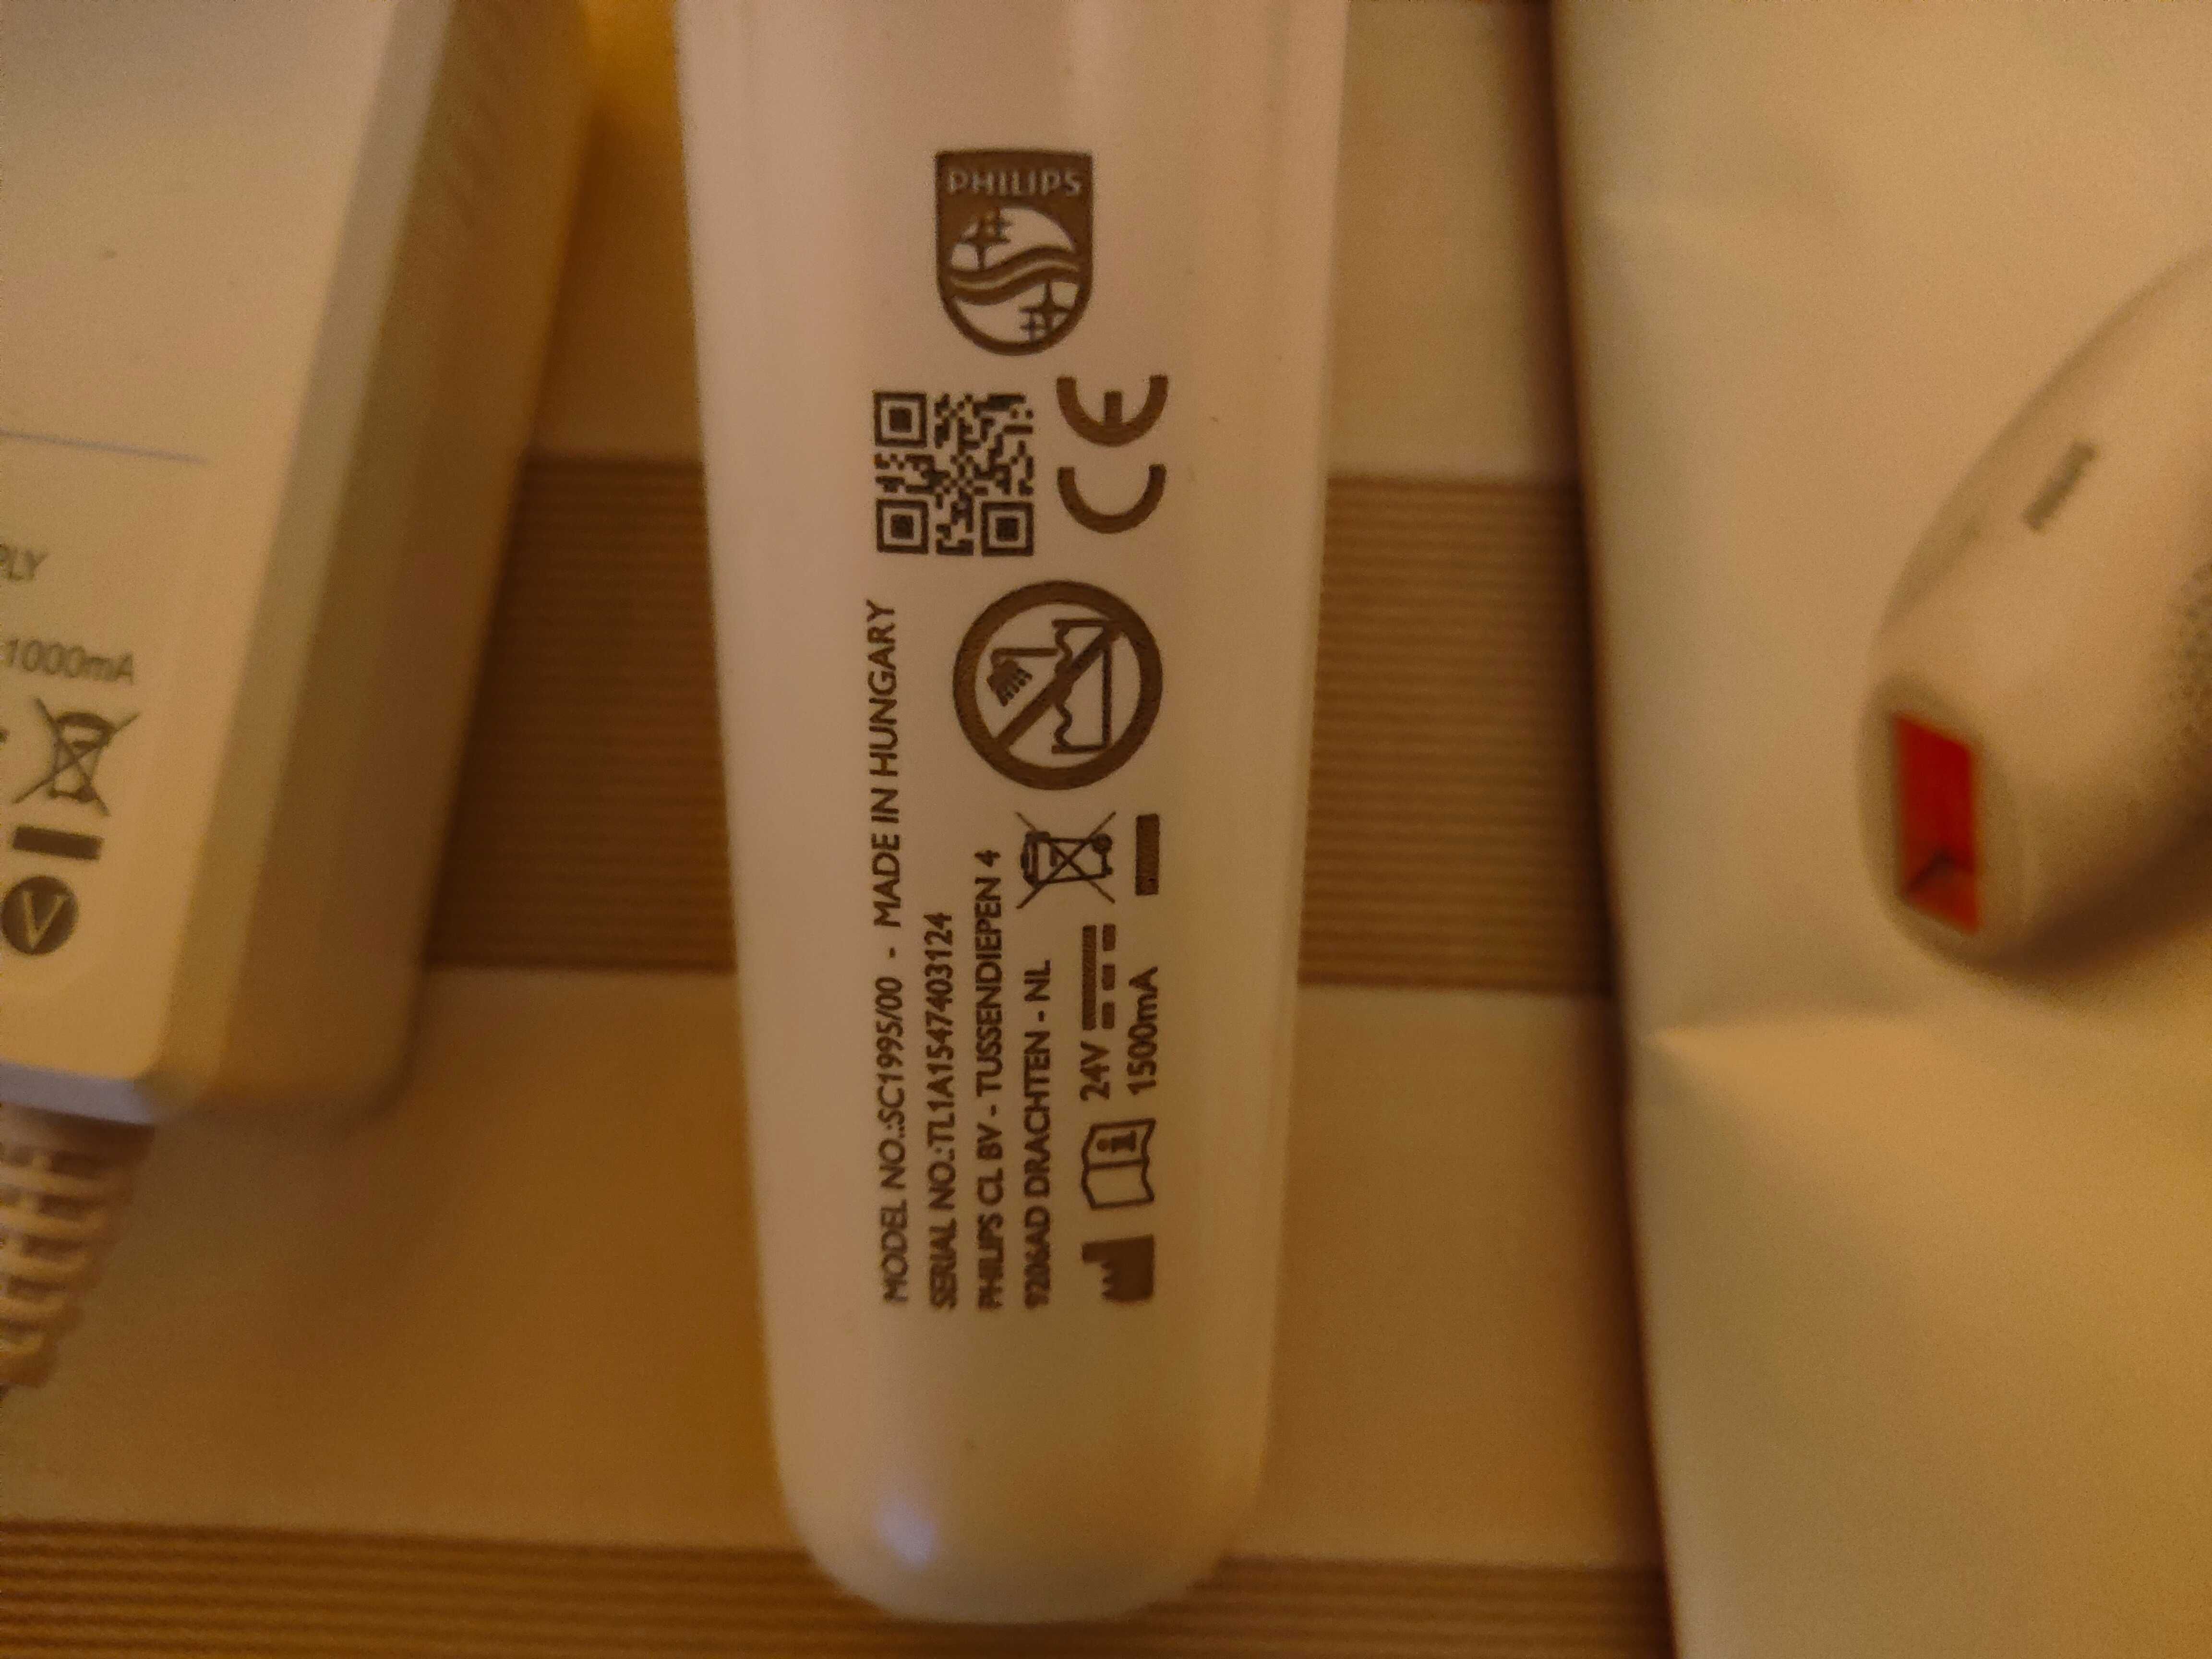 PHILIPS
MODEL NO.:SC1995/00 - MADE IN HUNGARY
SERIAL NO.:TL1A1547403124
PHILIPS CL BV - TUSSENDIEPEN 4
9206AD DRACHTEN - NL
24V
1500mA
CE
1000mA
V